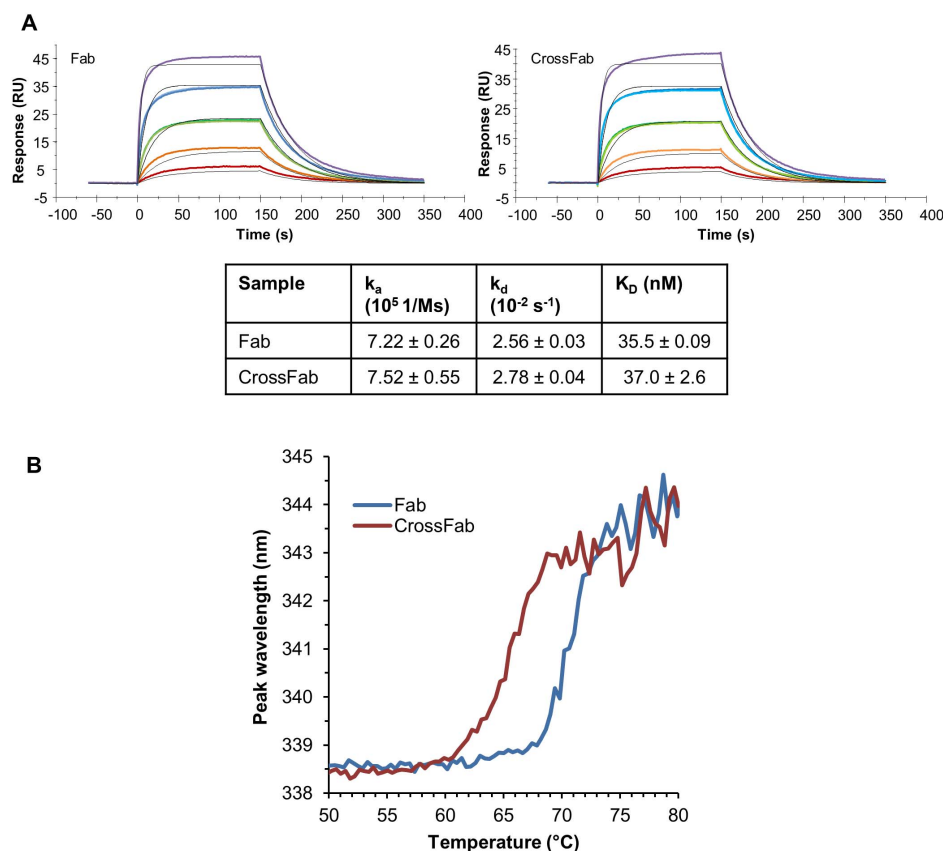 A
Fab
CrossFab
Response (RU)
45
35
25
15
5
-5
-100 -50 0 50 100 150 200 250 300 350 400
Time (s)
Response (RU)
45
35
25
15
5
-5
-100 -50 0 50 100 150 200 250 300 350 400
Time (s)
Sample ka (10⁵ 1/Ms) kd (10⁻² s⁻¹) KD (nM)
Fab 7.22 ± 0.26 2.56 ± 0.03 35.5 ± 0.09
CrossFab 7.52 ± 0.55 2.78 ± 0.04 37.0 ± 2.6
B
Peak wavelength (nm)
345
344
343
342
341
340
339
338
Fab
CrossFab
50 55 60 65 70 75 80
Temperature (°C)